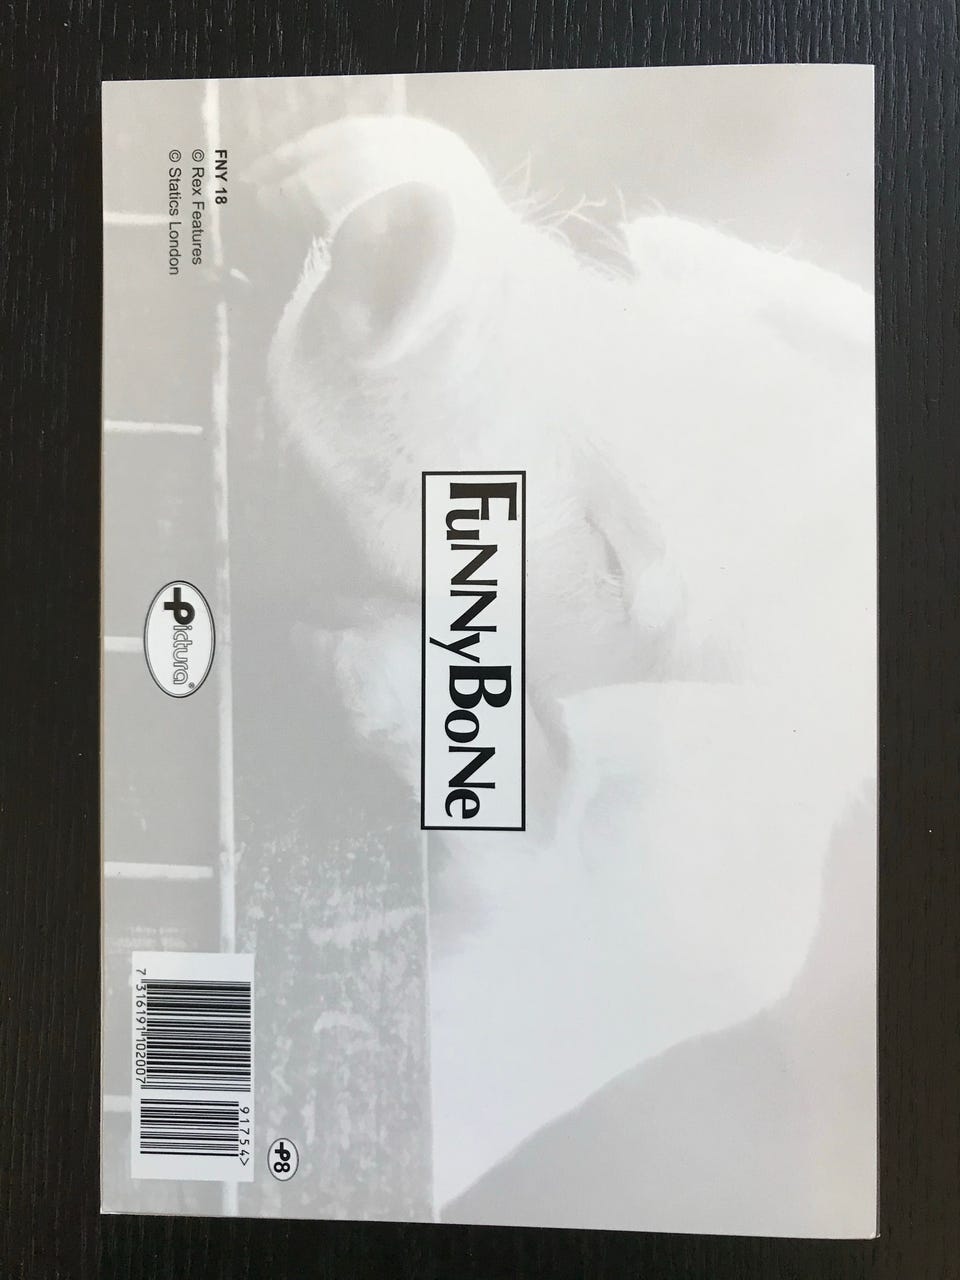 FNY 18
© Rex Features
© Statics London
FuNNyBoNe
Pictura®
7 316191 102007
91754>
P8